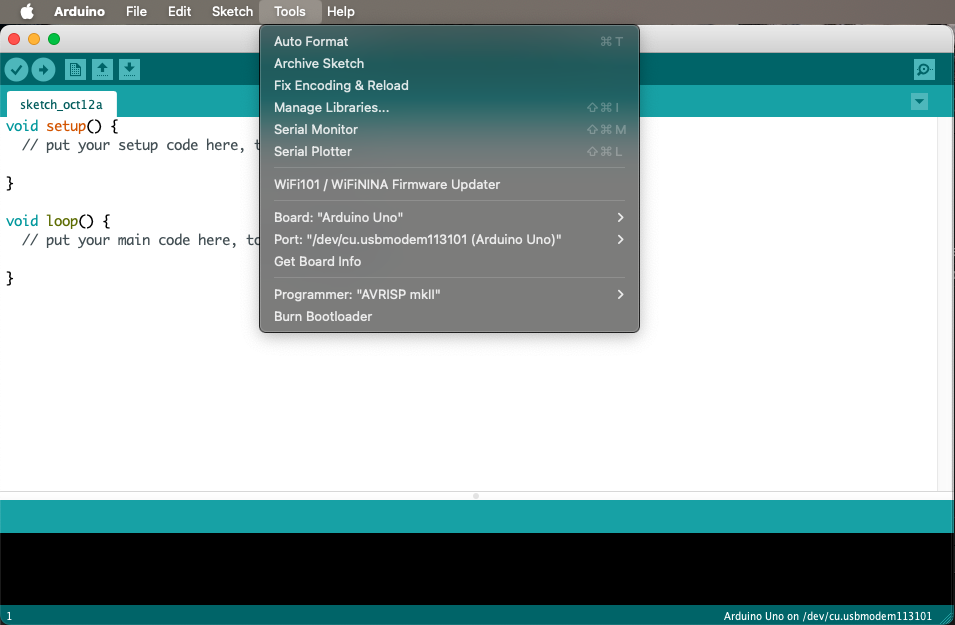 Arduino File Edit Sketch Tools Help
Auto Format ⌘T
Archive Sketch
Fix Encoding & Reload
Manage Libraries... ⇧⌘I
Serial Monitor ⇧⌘M
Serial Plotter ⇧⌘L
WiFi101 / WiFiNINA Firmware Updater
Board: "Arduino Uno"
Port: "/dev/cu.usbmodem113101 (Arduino Uno)"
Get Board Info
Programmer: "AVRISP mkII"
Burn Bootloader
sketch_oct12a
void setup() {
// put your setup code here, t
}
void loop() {
// put your main code here, to
}
1 Arduino Uno on /dev/cu.usbmodem113101